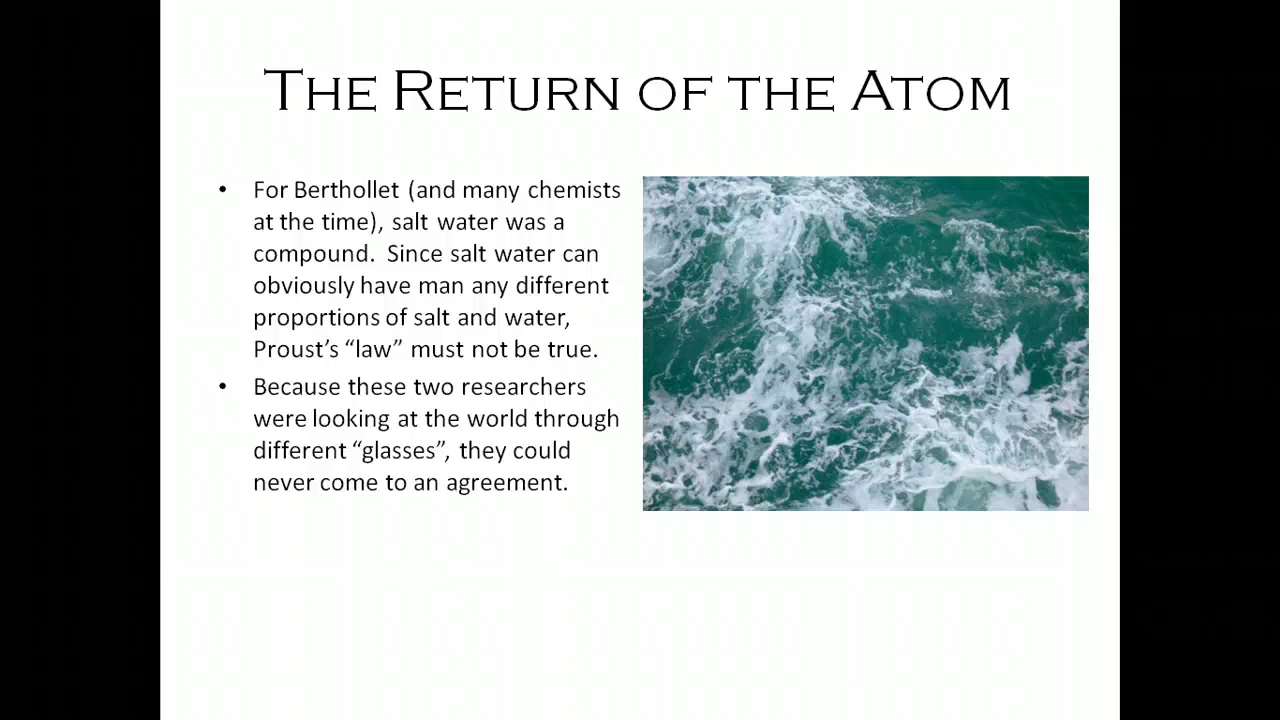 The Return of the Atom
• For Berthollet (and many chemists
at the time), salt water was a
compound.  Since salt water can
obviously have man any different
proportions of salt and water,
Proust’s “law” must not be true.
• Because these two researchers
were looking at the world through
different “glasses”, they could
never come to an agreement.